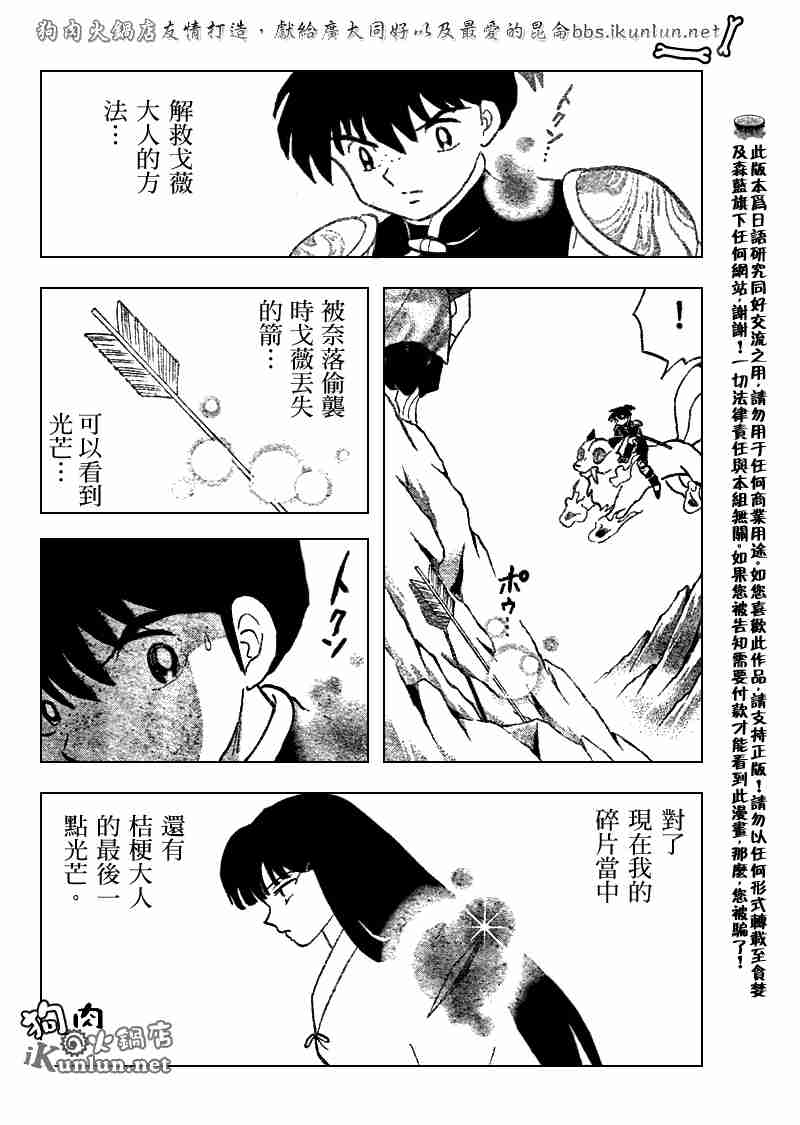 狗肉火鍋店友情打造，獻給廣大同好以及最愛的昆侖bbs.ikunlun.net
解救戈薇
大人的方
法…
トクン…
！
ポゥ…
被奈落偷襲
時戈薇丟失
的箭…
可以看到
光芒…
トクン
對了
現在我的
碎片當中
還有
桔梗大人
的最後一
點光芒。
此版本爲日語研究同好交流之用，請勿用于任何商業用途。如您喜歡此作品，請支持正版！請勿以任何形式轉載至貪婪
及森藍旗下任何網站，謝謝！一切法律責任與本組無關。如果您被告知需要付款才能看到此漫畫，那麽，您被騙了！
狗肉
火鍋店
iKunlun.net